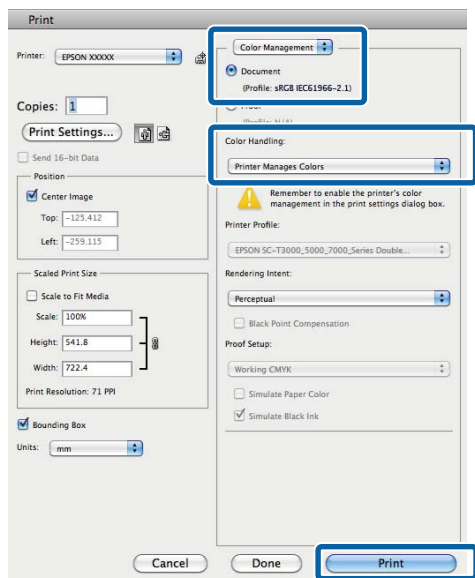 Print
Printer: EPSON XXXXX
Copies: 1
Print Settings...
Send 16-bit Data
Position
Center Image
Top: -125.412
Left: -259.115
Scaled Print Size
Scale to Fit Media
Scale: 100%
Height: 541.8
Width: 722.4
Print Resolution: 71 PPI
Bounding Box
Units: mm
Color Management
Document
(Profile: sRGB IEC61966-2.1)
Color Handling:
Printer Manages Colors
Remember to enable the printer's color
management in the print settings dialog box.
Printer Profile:
EPSON SC-T3000_5000_7000_Series Double...
Rendering Intent:
Perceptual
Black Point Compensation
Proof Setup:
Working CMYK
Simulate Paper Color
Simulate Black Ink
Cancel
Done
Print